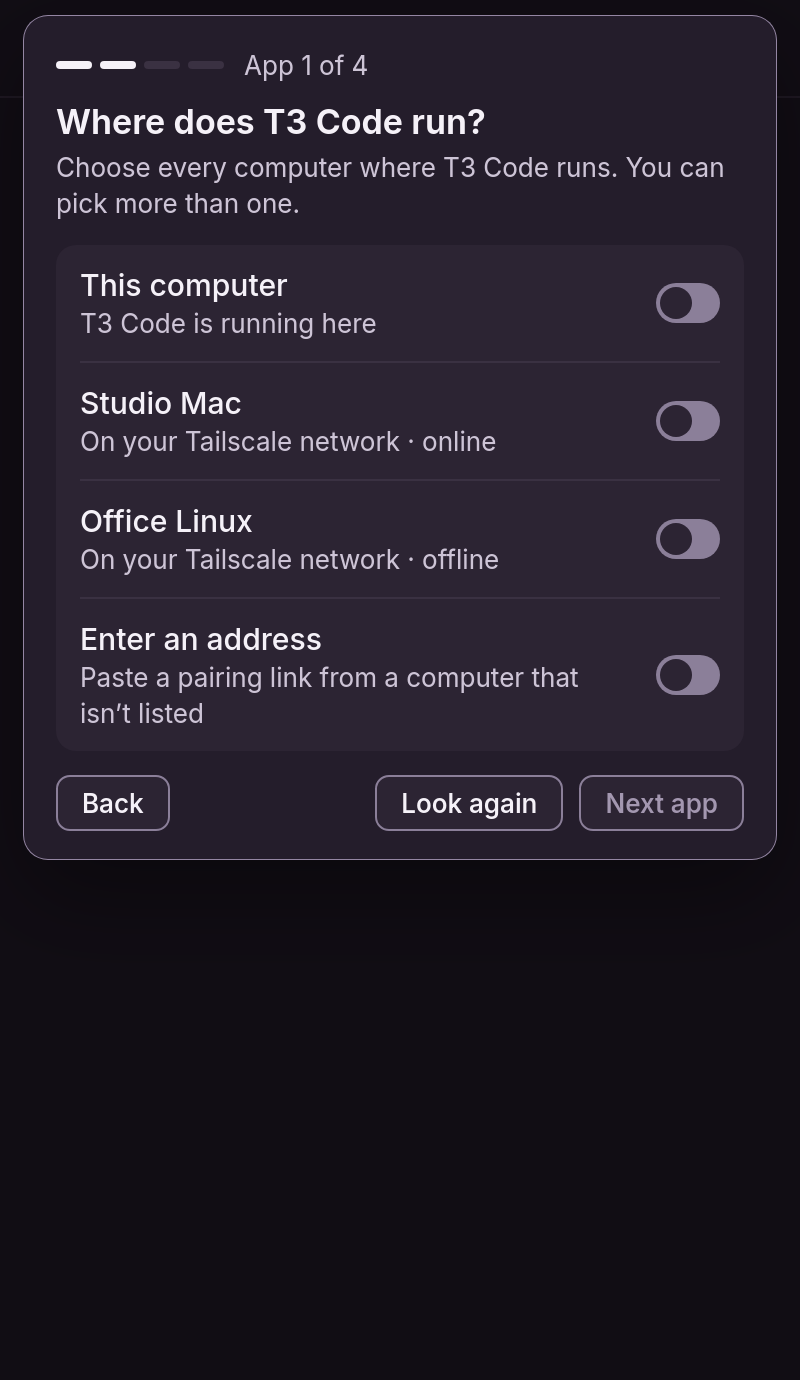 App 1 of 4
Where does T3 Code run?
Choose every computer where T3 Code runs. You can
pick more than one.
This computer
T3 Code is running here
Studio Mac
On your Tailscale network · online
Office Linux
On your Tailscale network · offline
Enter an address
Paste a pairing link from a computer that
isn’t listed
Back
Look again
Next app